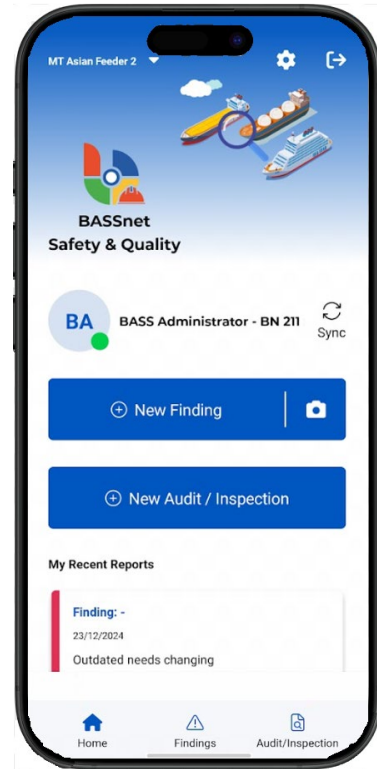 MT Asian Feeder 2
BASSnet
Safety & Quality
BA
BASS Administrator - BN 211
Sync
New Finding
New Audit / Inspection
My Recent Reports
Finding: -
23/12/2024
Outdated needs changing
Home
Findings
Audit/Inspection